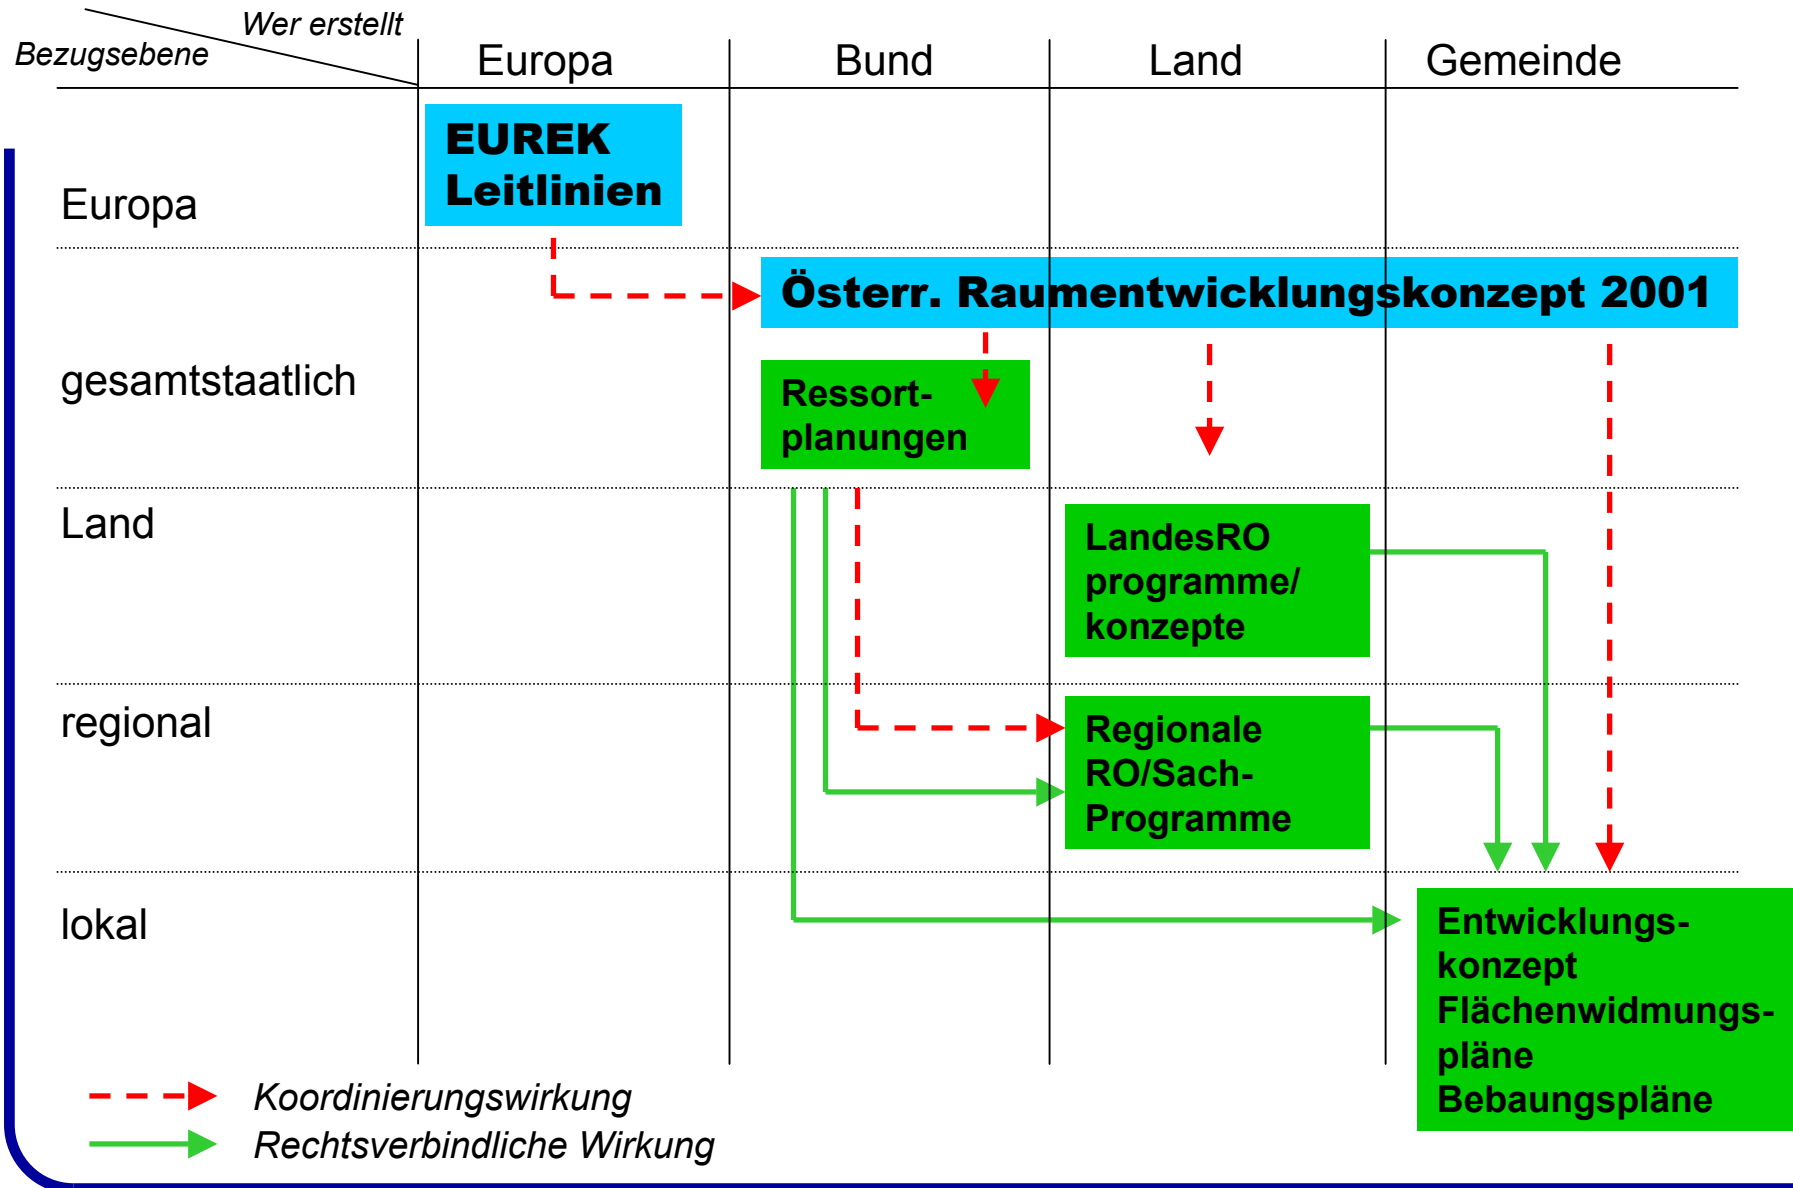 Wer erstellt
Bezugsebene
Europa
Bund
Land
Gemeinde
EUREK
Leitlinien
Europa
Österr. Raumentwicklungskonzept 2001
gesamtstaatlich
Ressort-
planungen
Land
LandesRO
programme/
konzepte
regional
Regionale
RO/Sach-
Programme
lokal
Entwicklungs-
konzept
Flächenwidmungs-
pläne
Bebaungspläne
Koordinierungswirkung
Rechtsverbindliche Wirkung